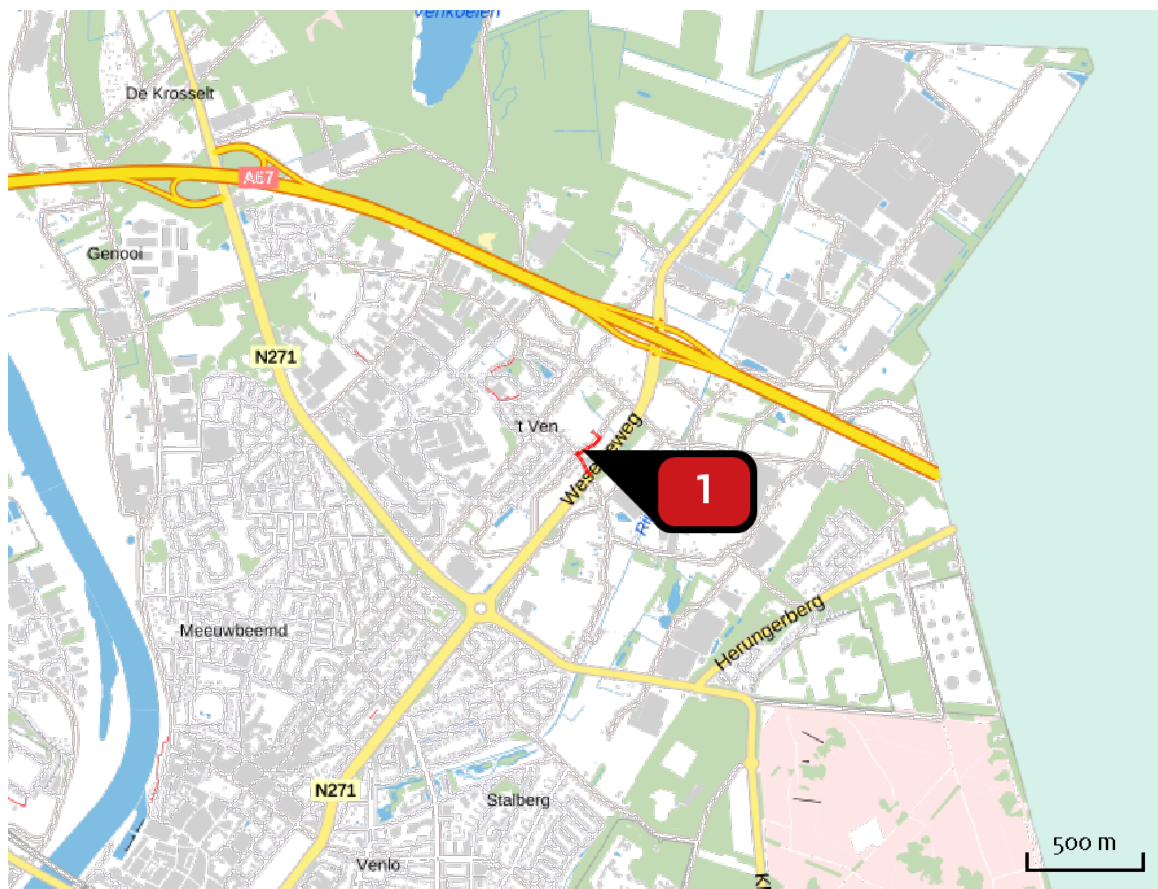 Venkoelen
De Krosselt
A67
Genooi
N271
't Ven
Weselseweg
1
Herungerberg
Meeuwbeemd
N271
Stalberg
500 m
Venlo